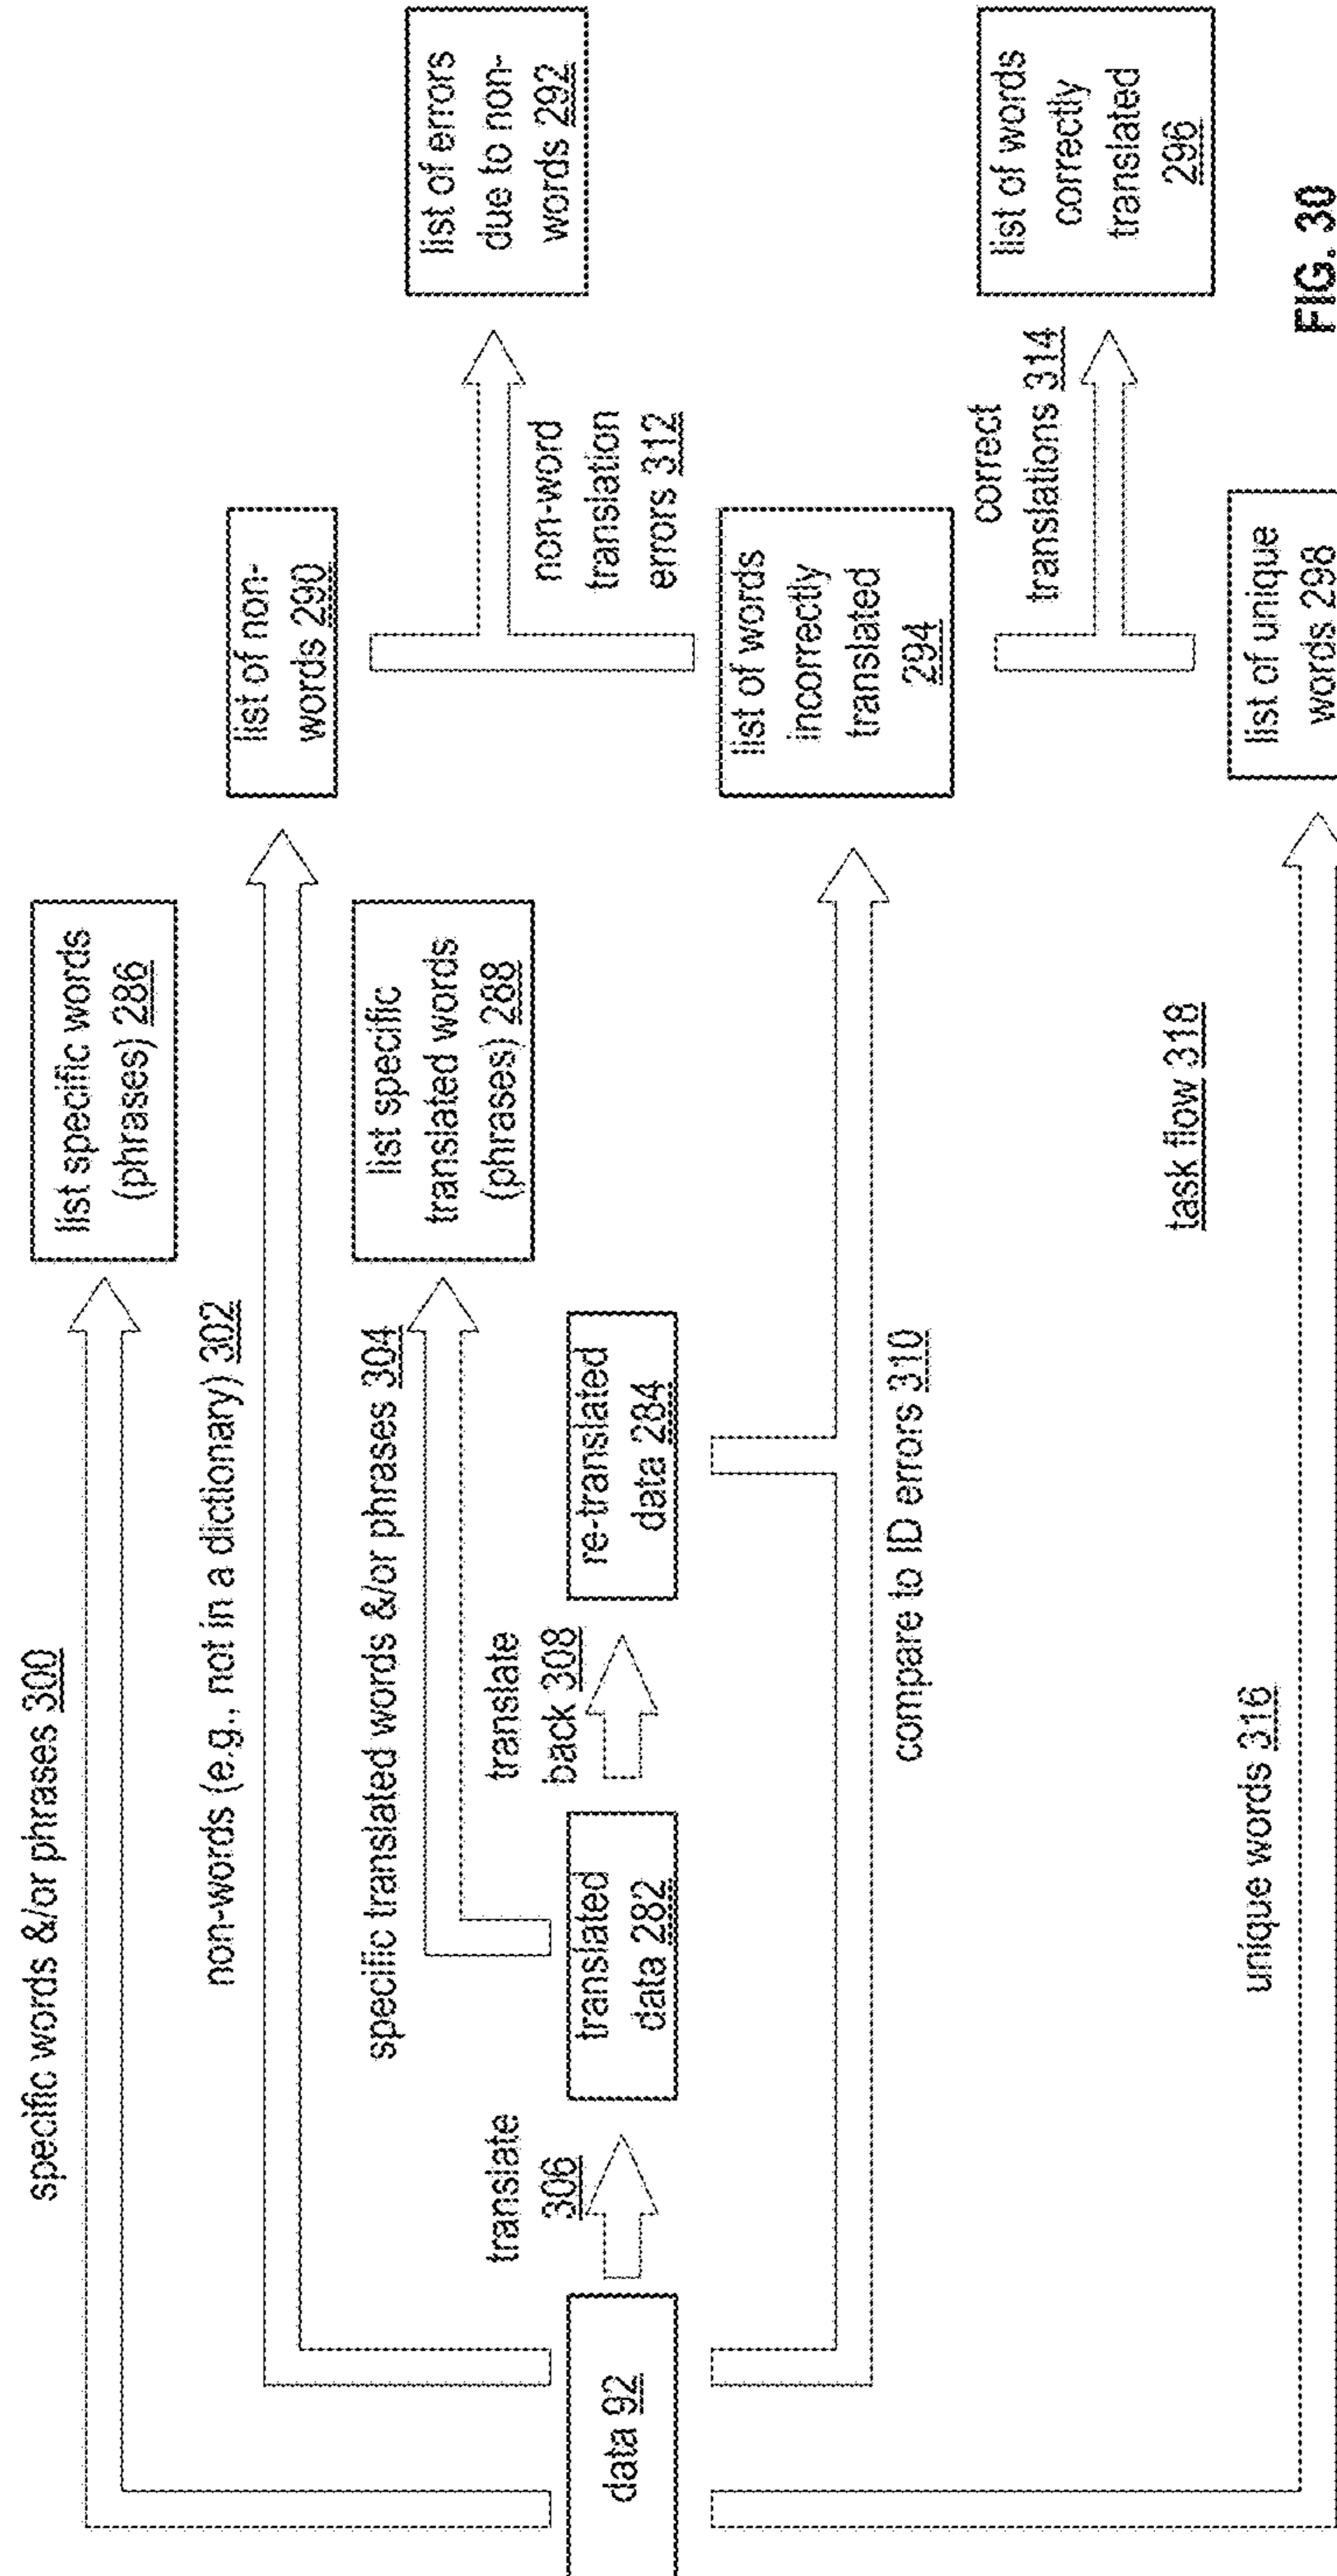 specific words &/or phrases 300
list specific words
(phrases) 286
non-words (e.g., not in a dictionary) 302
list of non-
words 290
specific translated words &/or phrases 304
list specific
translated words
(phrases) 288
list of errors
due to non-
words 292
non-word
translation
errors 312
data 92
translate
306
translated
data 282
translate
back 308
re-translated
data 284
compare to ID errors 310
list of words
incorrectly
translated
294
correct
translations 314
list of words
correctly
translated
296
task flow 318
unique words 316
list of unique
words 298
FIG. 30